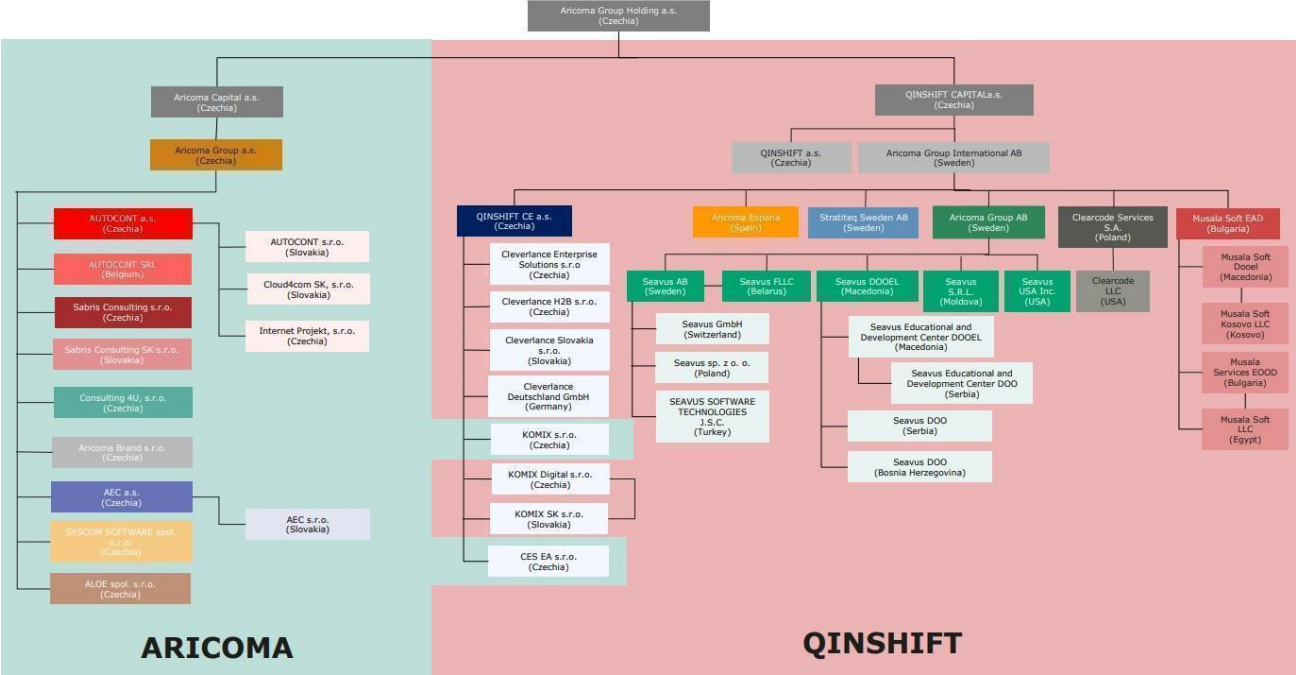 Aricoma Group Holding a.s.
(Czechia)
Aricoma Capital a.s.
(Czechia)
Aricoma Group a.s.
(Czechia)
AUTOCONT a.s.
(Czechia)
AUTOCONT s.r.o.
(Slovakia)
Cloud4com SK, s.r.o.
(Slovakia)
Internet Projekt, s.r.o.
(Czechia)
AUTOCONT SRL
(Belgium)
Sabris Consulting s.r.o.
(Czechia)
Sabris Consulting SK s.r.o.
(Slovakia)
Consulting 4U, s.r.o.
(Czechia)
Aricoma Brand s.r.o.
(Czechia)
AEC a.s.
(Czechia)
AEC s.r.o.
(Slovakia)
SYSCOM SOFTWARE spol.
s.r.o.
(Czechia)
ALOE spol. s.r.o.
(Czechia)
ARICOMA
QINSHIFT CAPITALa.s.
(Czechia)
QINSHIFT a.s.
(Czechia)
Aricoma Group International AB
(Sweden)
QINSHIFT CE a.s.
(Czechia)
Cleverlance Enterprise
Solutions s.r.o
(Czechia)
Cleverlance H2B s.r.o.
(Czechia)
Cleverlance Slovakia
s.r.o.
(Slovakia)
Cleverlance
Deutschland GmbH
(Germany)
KOMIX s.r.o.
(Czechia)
KOMIX Digital s.r.o.
(Czechia)
KOMIX SK s.r.o.
(Slovakia)
CES EA s.r.o.
(Czechia)
Aricoma Espana
(Spain)
Stratiteq Sweden AB
(Sweden)
Aricoma Group AB
(Sweden)
Seavus AB
(Sweden)
Seavus FLLC
(Belarus)
Seavus GmbH
(Switzerland)
Seavus sp. z o. o.
(Poland)
SEAVUS SOFTWARE
TECHNOLOGIES
J.S.C.
(Turkey)
Seavus DOOEL
(Macedonia)
Seavus Educational and
Development Center DOOEL
(Macedonia)
Seavus Educational and
Development Center DOO
(Serbia)
Seavus DOO
(Serbia)
Seavus DOO
(Bosnia Herzegovina)
Seavus
S.R.L.
(Moldova)
Seavus
USA Inc.
(USA)
Clearcode Services
S.A.
(Poland)
Clearcode
LLC
(USA)
Musala Soft EAD
(Bulgaria)
Musala Soft
Dooel
(Macedonia)
Musala Soft
Kosovo LLC
(Kosovo)
Musala
Services EOOD
(Bulgaria)
Musala Soft
LLC
(Egypt)
QINSHIFT